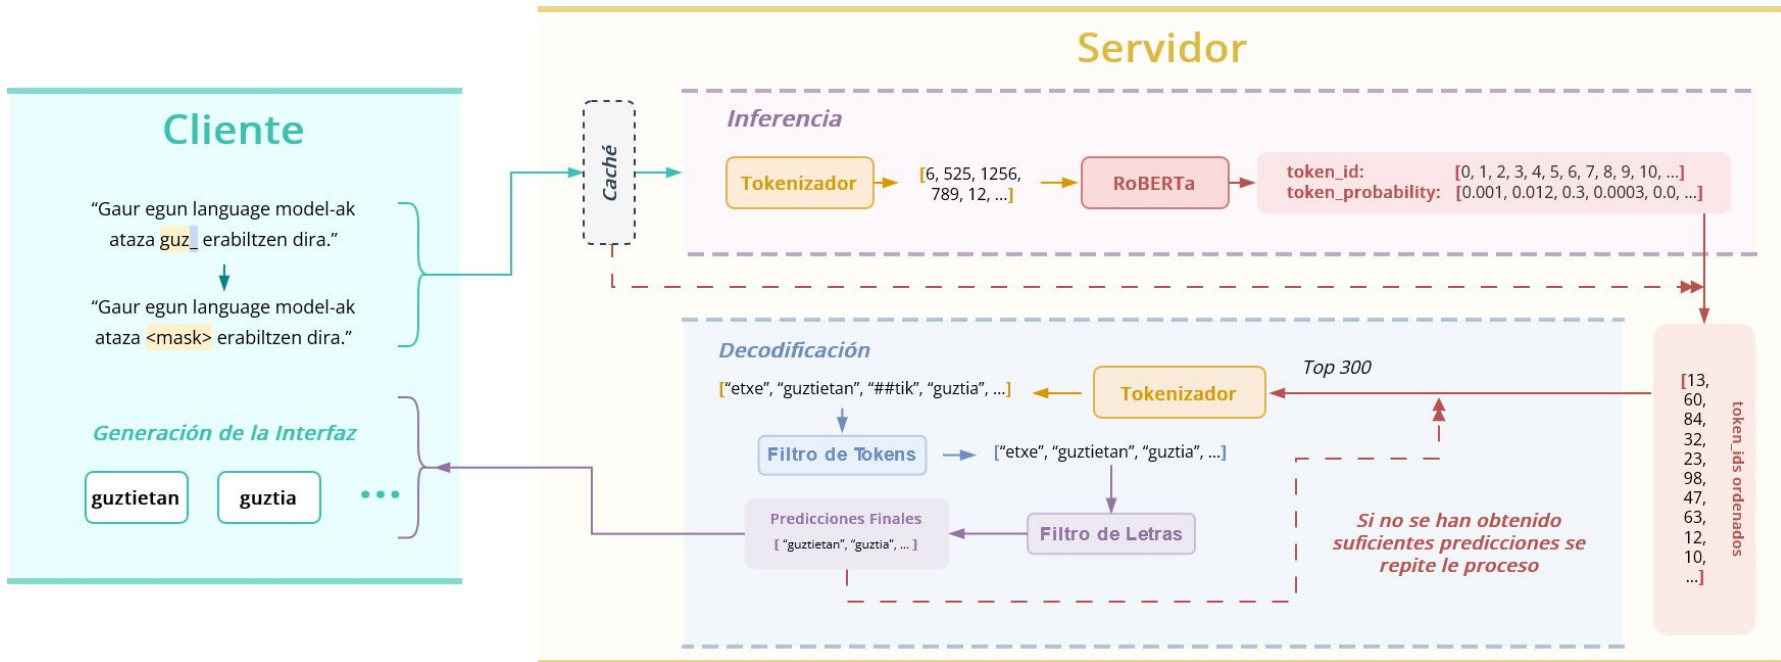 Servidor
Cliente
“Gaur egun language model-ak
ataza guz_ erabiltzen dira.”
“Gaur egun language model-ak
ataza <mask> erabiltzen dira.”
Generación de la Interfaz
guztietan
guztia
...
Caché
Inferencia
Tokenizador
[6, 525, 1256,
789, 12, ...]
RoBERTa
token_id: [0, 1, 2, 3, 4, 5, 6, 7, 8, 9, 10, ...]
token_probability: [0.001, 0.012, 0.3, 0.0003, 0.0, ...]
Decodificación
Top 300
[“etxe”, “guztietan”, “##tik”, “guztia”, ...]
Tokenizador
Filtro de Tokens
[“etxe”, “guztietan”, “guztia”, ...]
Predicciones Finales
[ “guztietan”, “guztia”, ... ]
Filtro de Letras
Si no se han obtenido
suficientes predicciones se
repite le proceso
[13,
60,
84,
32,
23,
98,
47,
63,
12,
10,
...]
token_ids ordenados